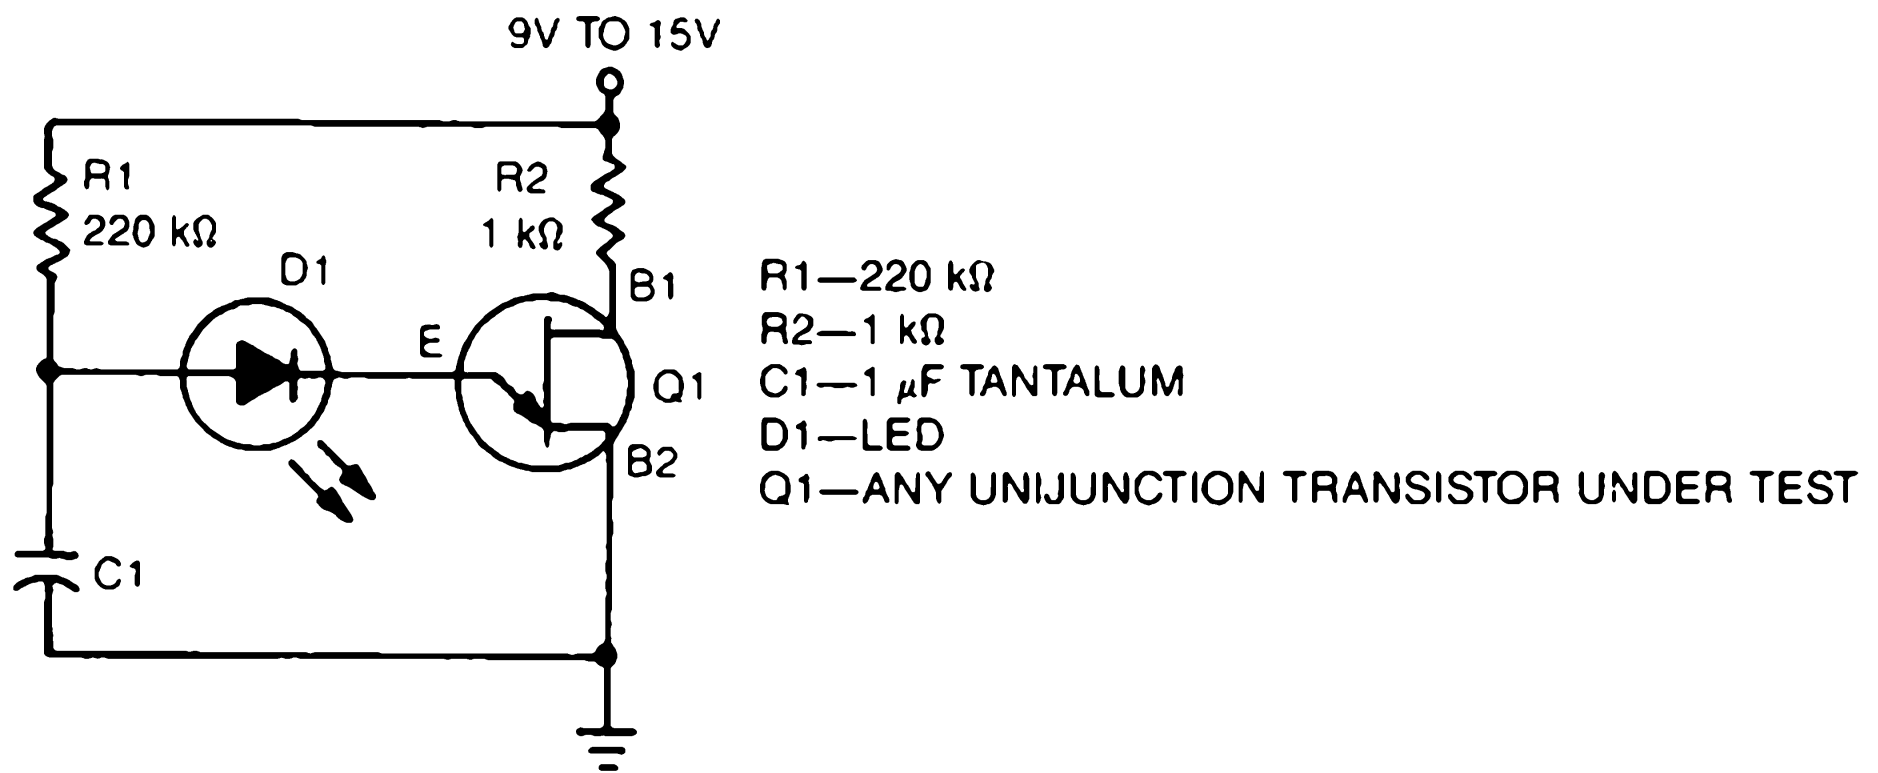 9V TO 15V
R1
220 kΩ
R2
1 kΩ
D1
B1
E
Q1
B2
C1
R1—220 kΩ
R2—1 kΩ
C1—1 μF TANTALUM
D1—LED
Q1—ANY UNIJUNCTION TRANSISTOR UNDER TEST